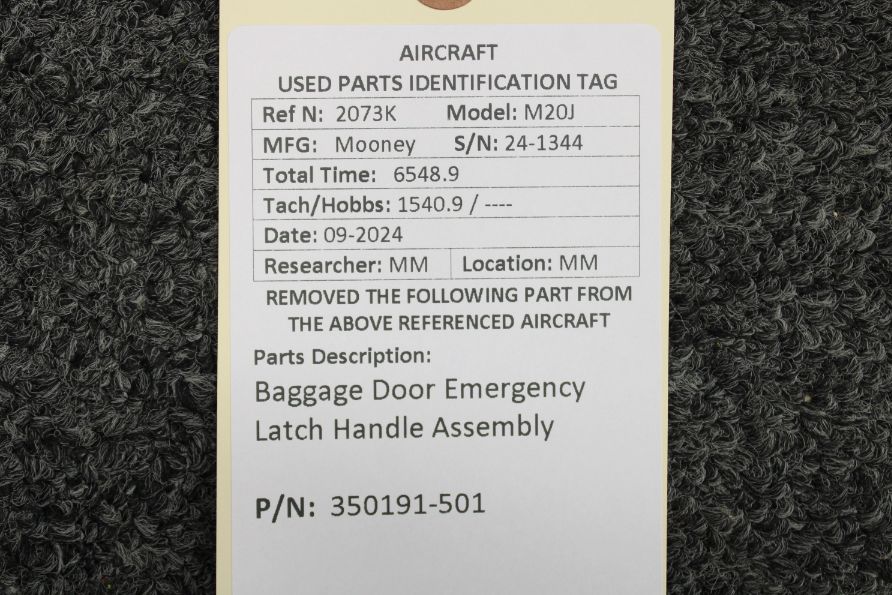 AIRCRAFT
USED PARTS IDENTIFICATION TAG
Ref N: 2073K Model: M20J
MFG: Mooney S/N: 24-1344
Total Time: 6548.9
Tach/Hobbs: 1540.9 / ----
Date: 09-2024
Researcher: MM Location: MM
REMOVED THE FOLLOWING PART FROM
THE ABOVE REFERENCED AIRCRAFT
Parts Description:
Baggage Door Emergency
Latch Handle Assembly
P/N: 350191-501